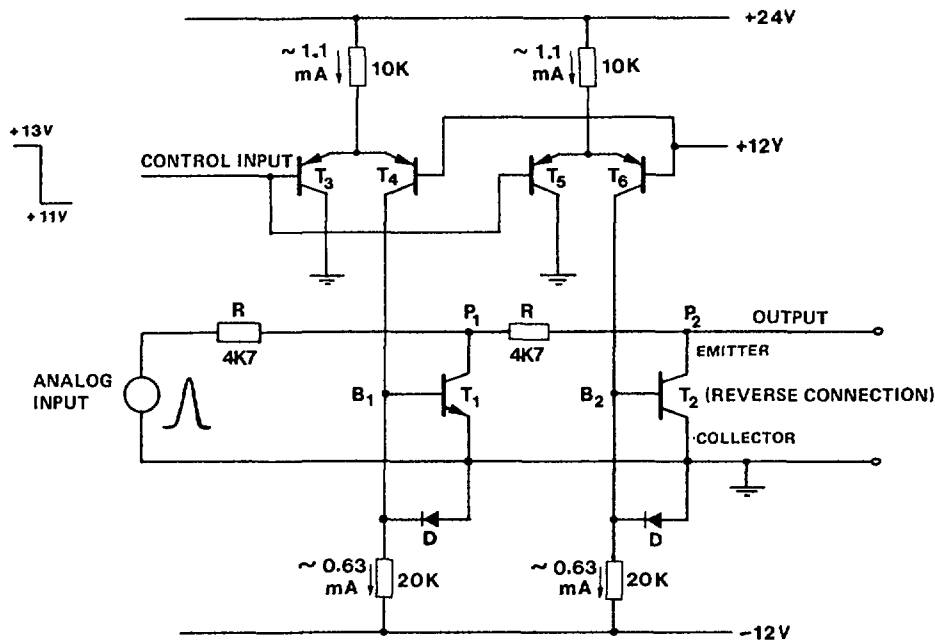 +24V
~ 1.1
mA
10K
~ 1.1
mA
10K
+13V
+11V
CONTROL INPUT
T3
T4
T5
T6
+12V
R
4K7
P1
R
4K7
P2
OUTPUT
EMITTER
ANALOG
INPUT
B1
T1
B2
T2 (REVERSE CONNECTION)
COLLECTOR
D
D
~ 0.63
mA
20K
~ 0.63
mA
20K
-12V